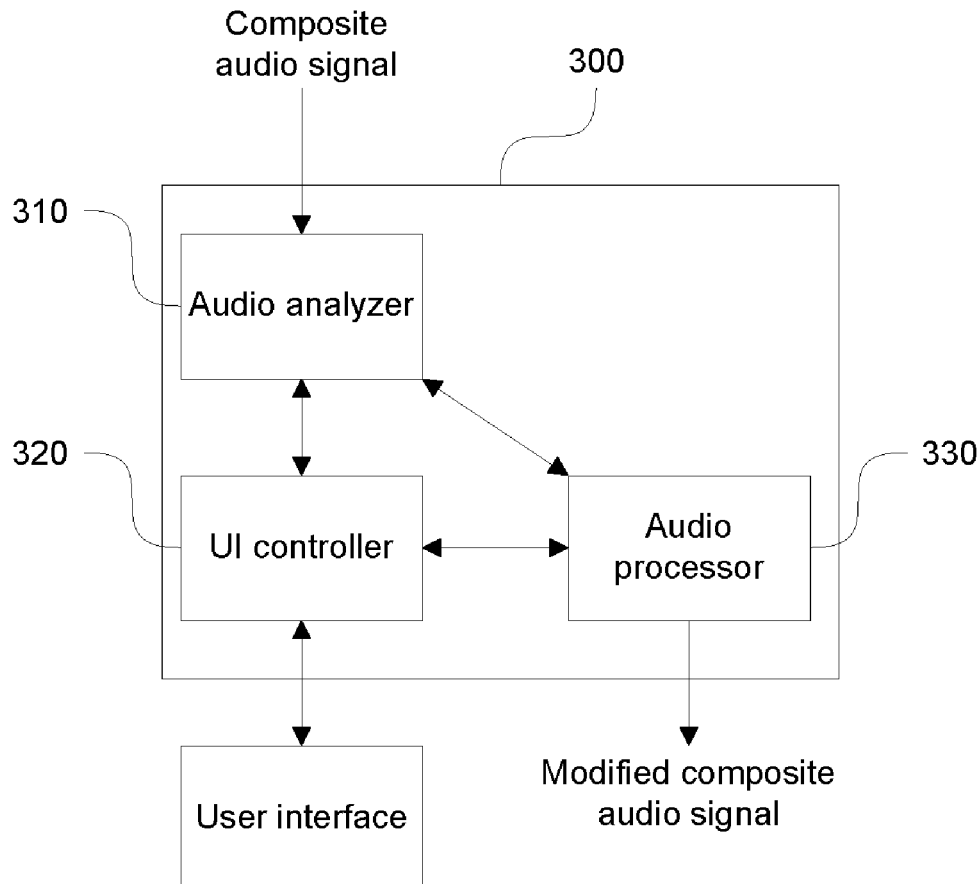 Composite
audio signal
300
310
Audio analyzer
320
UI controller
Audio
processor
330
User interface
Modified composite
audio signal